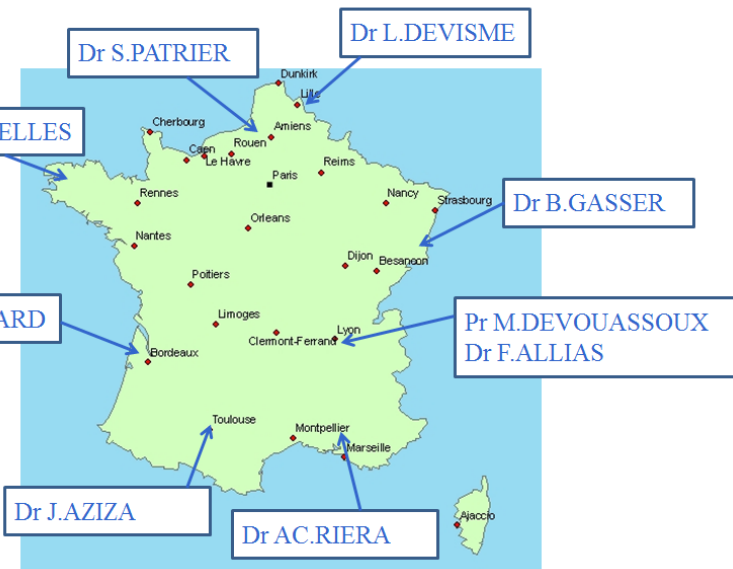 Dr L.DEVISME
Dr S.PATRIER
Dunkirk
Lille
Cherbourg
Amiens
ELLES
Caen
Rouen
Le Havre
Reims
Paris
Rennes
Nancy
Strasbourg
Dr B.GASSER
Orleans
Nantes
Dijon
Besancon
Poitiers
ARD
Limoges
Lyon
Clermont-Ferrand
Pr M.DEVOUASSOUX
Dr F.ALLIAS
Bordeaux
Toulouse
Montpellier
Marseille
Dr J.AZIZA
Dr AC.RIERA
Ajaccio